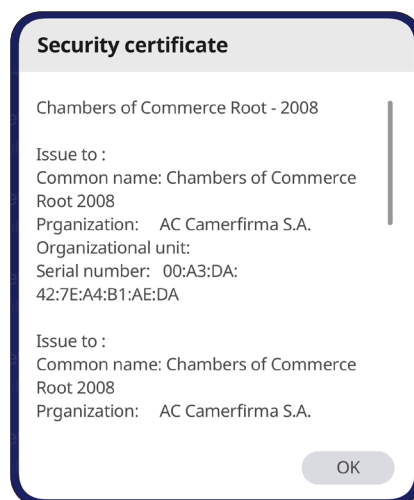 Security certificate
Chambers of Commerce Root - 2008
Issue to :
Common name: Chambers of Commerce
Root 2008
Prganization: AC Camerfirma S.A.
Organizational unit:
Serial number: 00:A3:DA:
42:7E:A4:B1:AE:DA
Issue to :
Common name: Chambers of Commerce
Root 2008
Prganization: AC Camerfirma S.A.
OK